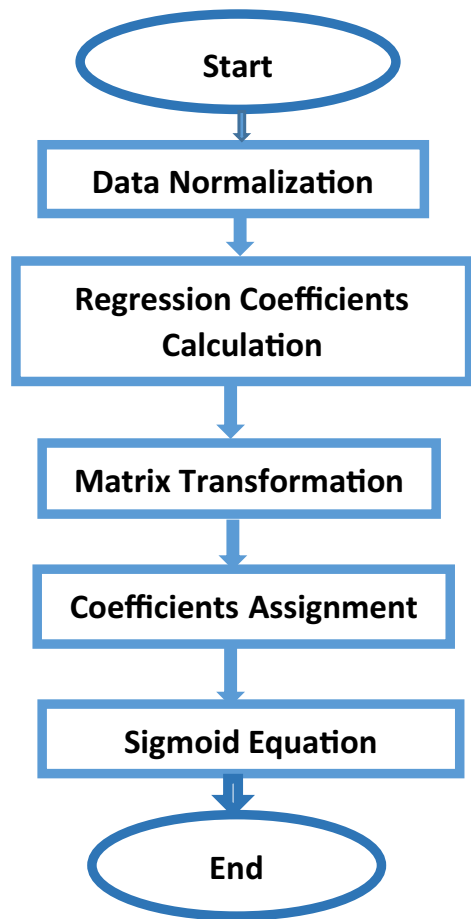 Start
Data Normalization
Regression Coefficients
Calculation
Matrix Transformation
Coefficients Assignment
Sigmoid Equation
End